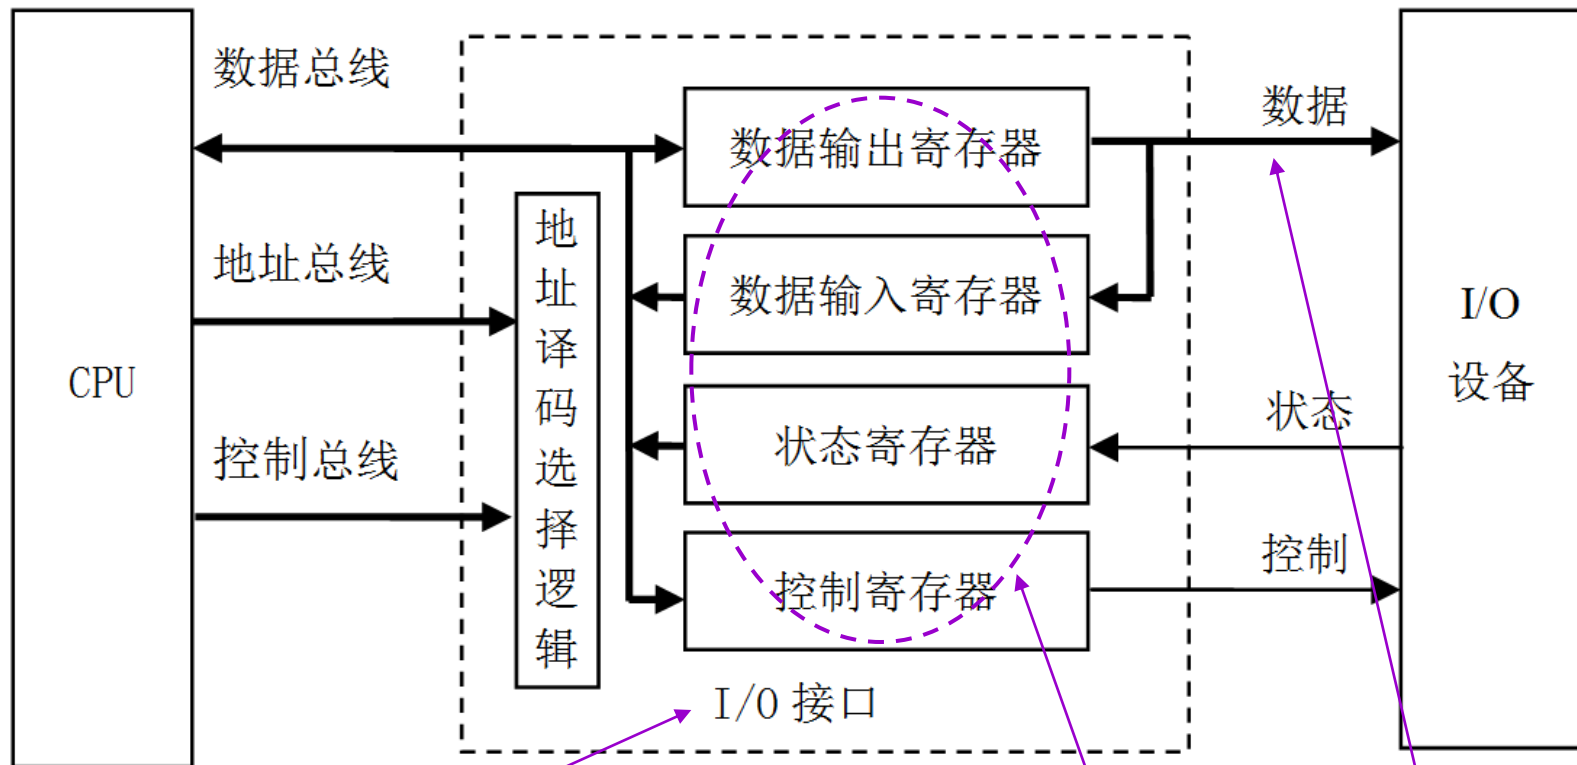 数据总线
数据
数据输出寄存器
地址译码选择逻辑
地址总线
数据输入寄存器
I/O
设备
CPU
状态
状态寄存器
控制总线
控制
控制寄存器
I/O 接口